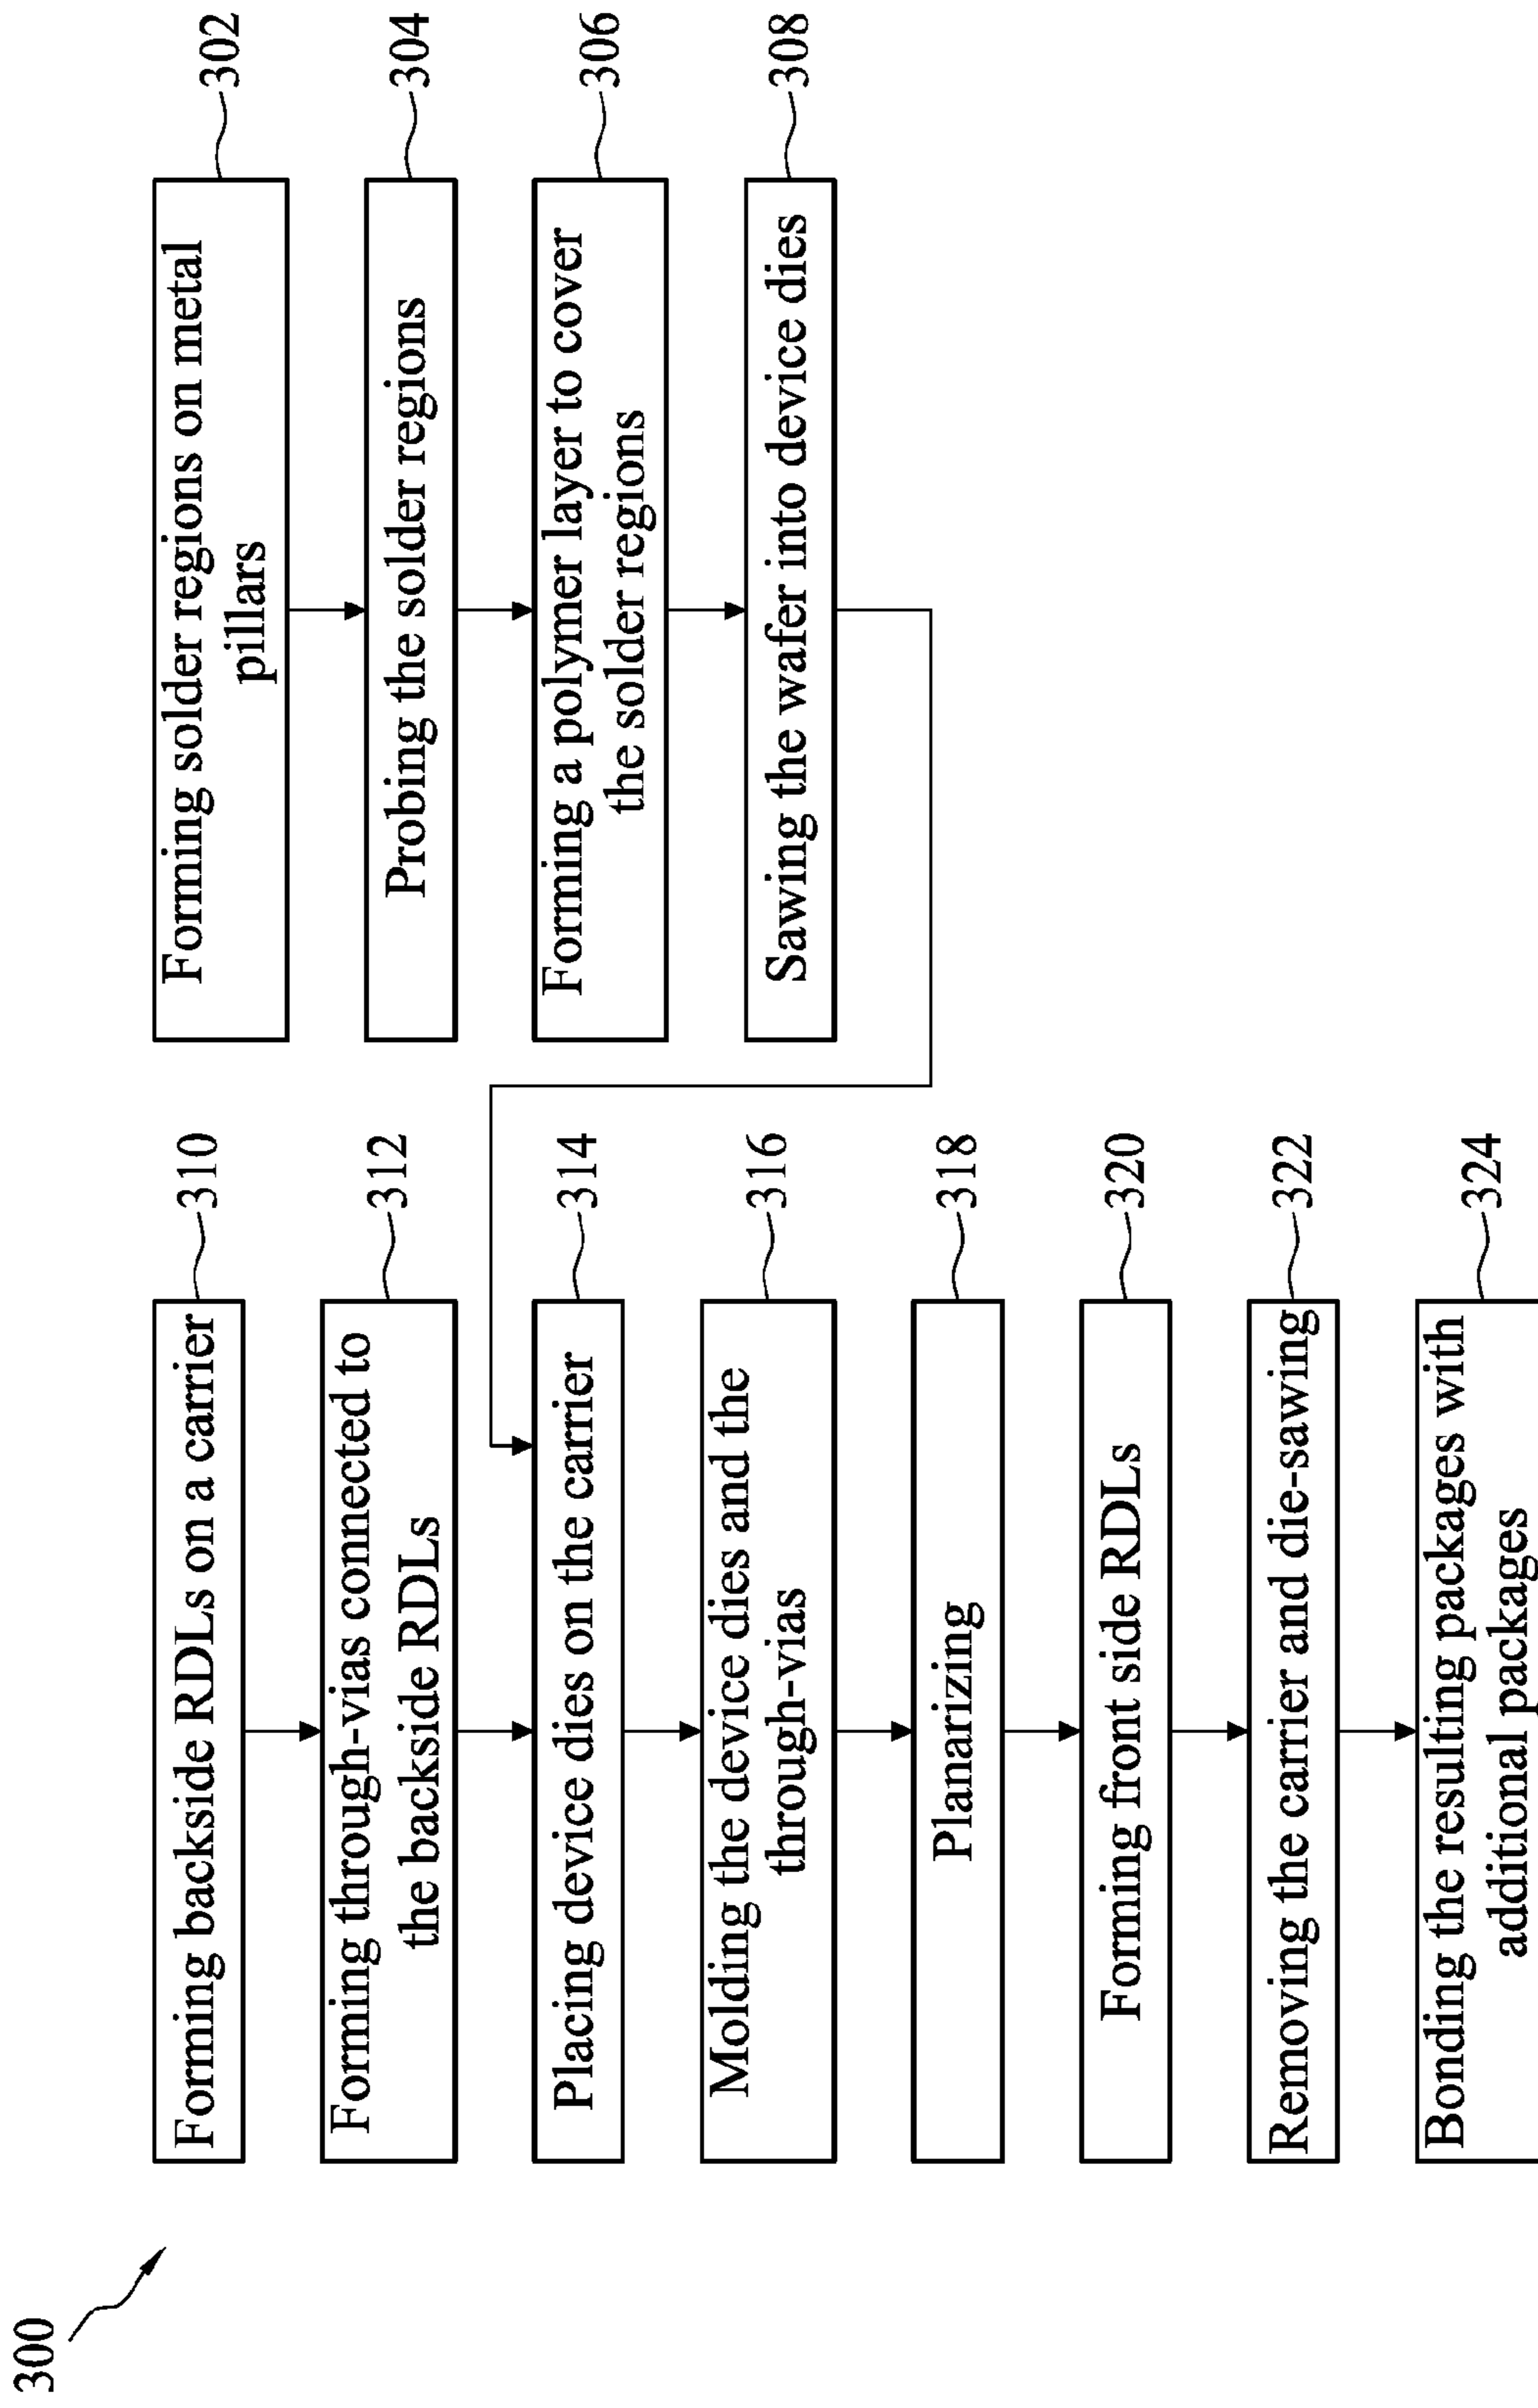 300
Forming backside RDLs on a carrier
310
Forming through-vias connected to
the backside RDLs
312
Placing device dies on the carrier
314
Molding the device dies and the
through-vias
316
Planarizing
318
Forming front side RDLs
320
Removing the carrier and die-sawing
322
Bonding the resulting packages with
additional packages
324
Forming solder regions on metal
pillars
302
Probing the solder regions
304
Forming a polymer layer to cover
the solder regions
306
Sawing the wafer into device dies
308